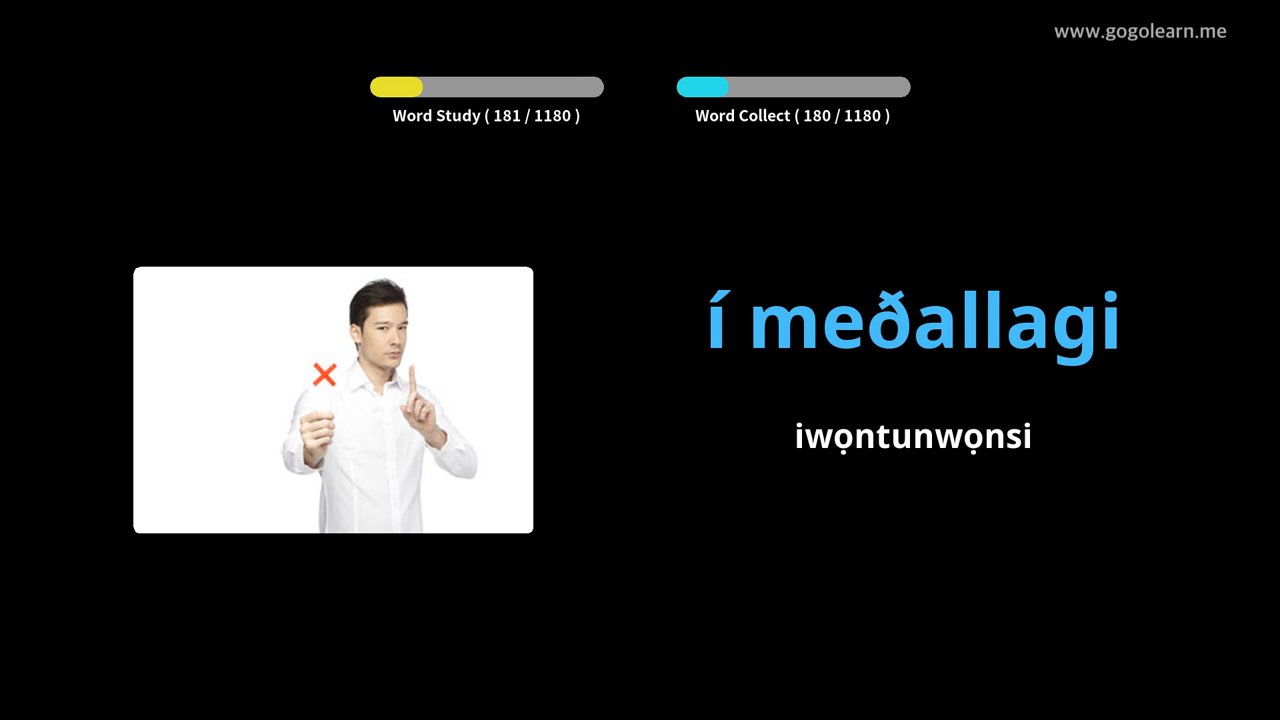 www.gogolearn.me
Word Study ( 181 / 1180 )
Word Collect ( 180 / 1180 )
í meðallagi
iwọntunwọnsi